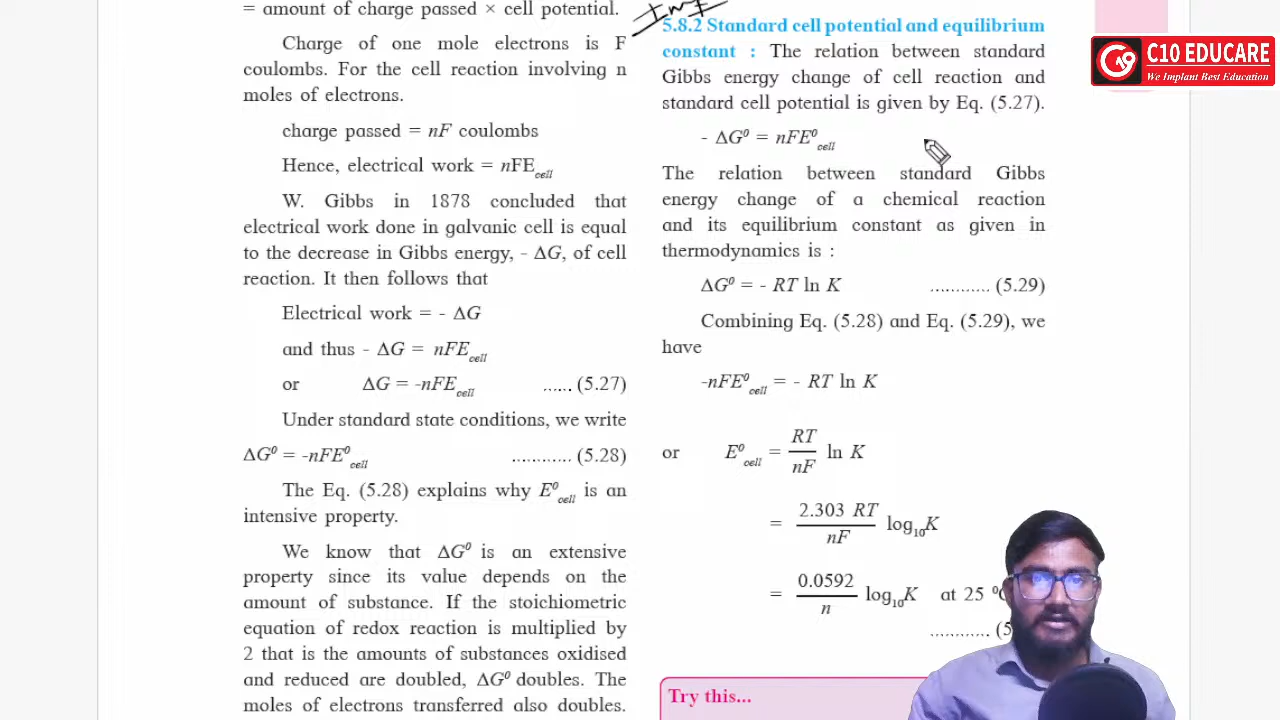 = amount of charge passed × cell potential.
Charge of one mole electrons is F
coulombs. For the cell reaction involving n
moles of electrons.
charge passed = nF coulombs
Hence, electrical work = nFEcell
W. Gibbs in 1878 concluded that
electrical work done in galvanic cell is equal
to the decrease in Gibbs energy, - ΔG, of cell
reaction. It then follows that
Electrical work = - ΔG
and thus - ΔG = nFEcell
or ΔG = -nFEcell ...... (5.27)
Under standard state conditions, we write
ΔG⁰ = -nFE⁰cell ............ (5.28)
The Eq. (5.28) explains why E⁰cell is an
intensive property.
We know that ΔG⁰ is an extensive
property since its value depends on the
amount of substance. If the stoichiometric
equation of redox reaction is multiplied by
2 that is the amounts of substances oxidised
and reduced are doubled, ΔG⁰ doubles. The
moles of electrons transferred also doubles.
Imp
5.8.2 Standard cell potential and equilibrium
constant : The relation between standard
Gibbs energy change of cell reaction and
standard cell potential is given by Eq. (5.27).
- ΔG⁰ = nFE⁰cell
The relation between standard Gibbs
energy change of a chemical reaction
and its equilibrium constant as given in
thermodynamics is :
ΔG⁰ = - RT ln K ............ (5.29)
Combining Eq. (5.28) and Eq. (5.29), we
have
-nFE⁰cell = - RT ln K
or E⁰cell = RT/nF ln K
= 2.303 RT/nF log₁₀K
= 0.0592/n log₁₀K at 25 ⁰
............ (5
Try this...
C10 EDUCARE
We Implant Best Education